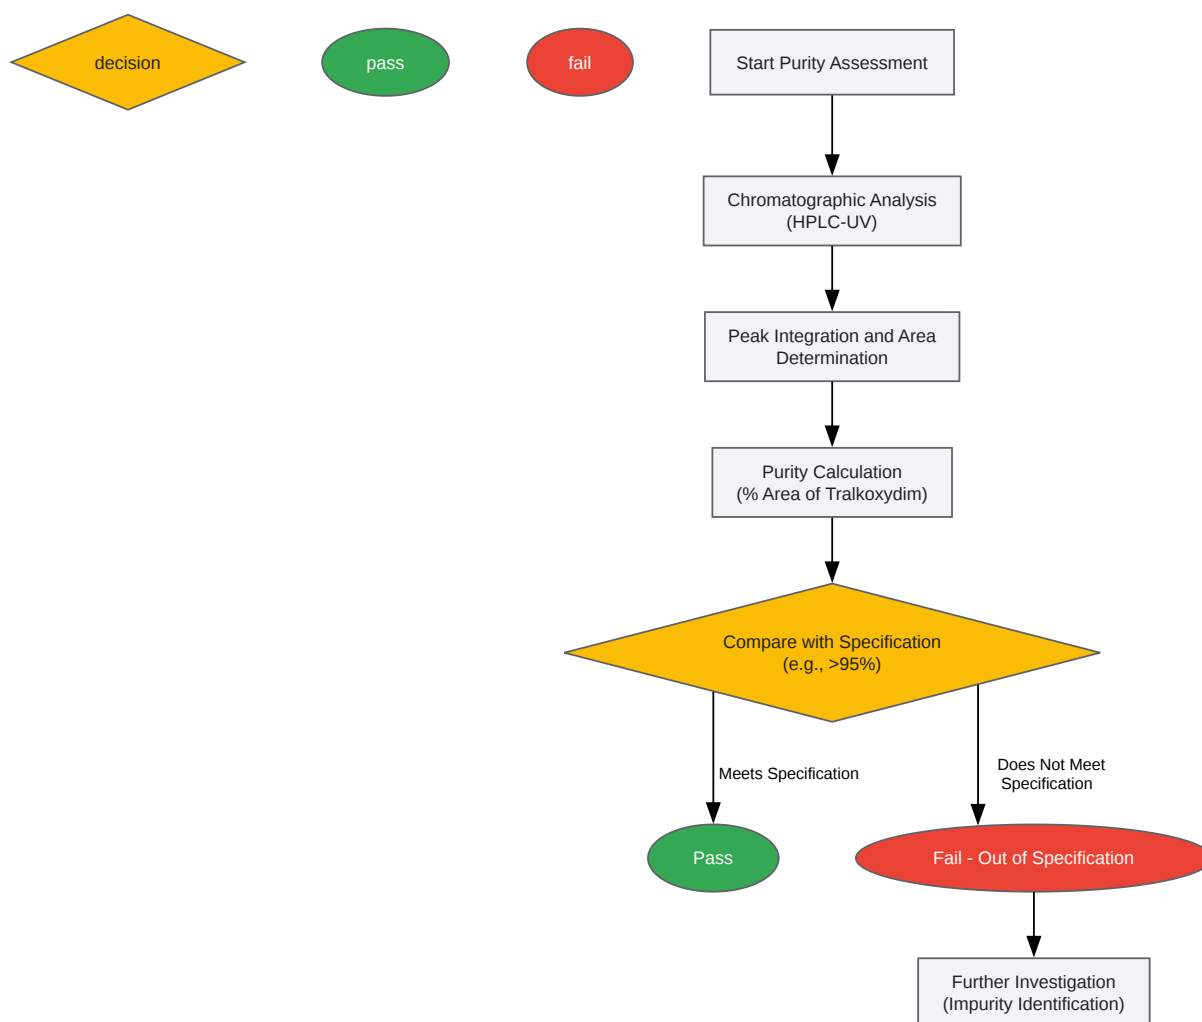 decision
pass
fail
Start Purity Assessment
Chromatographic Analysis
(HPLC-UV)
Peak Integration and Area
Determination
Purity Calculation
(% Area of Tralkoxydim)
Compare with Specification
(e.g., >95%)
Meets Specification
Does Not Meet
Specification
Pass
Fail - Out of Specification
Further Investigation
(Impurity Identification)